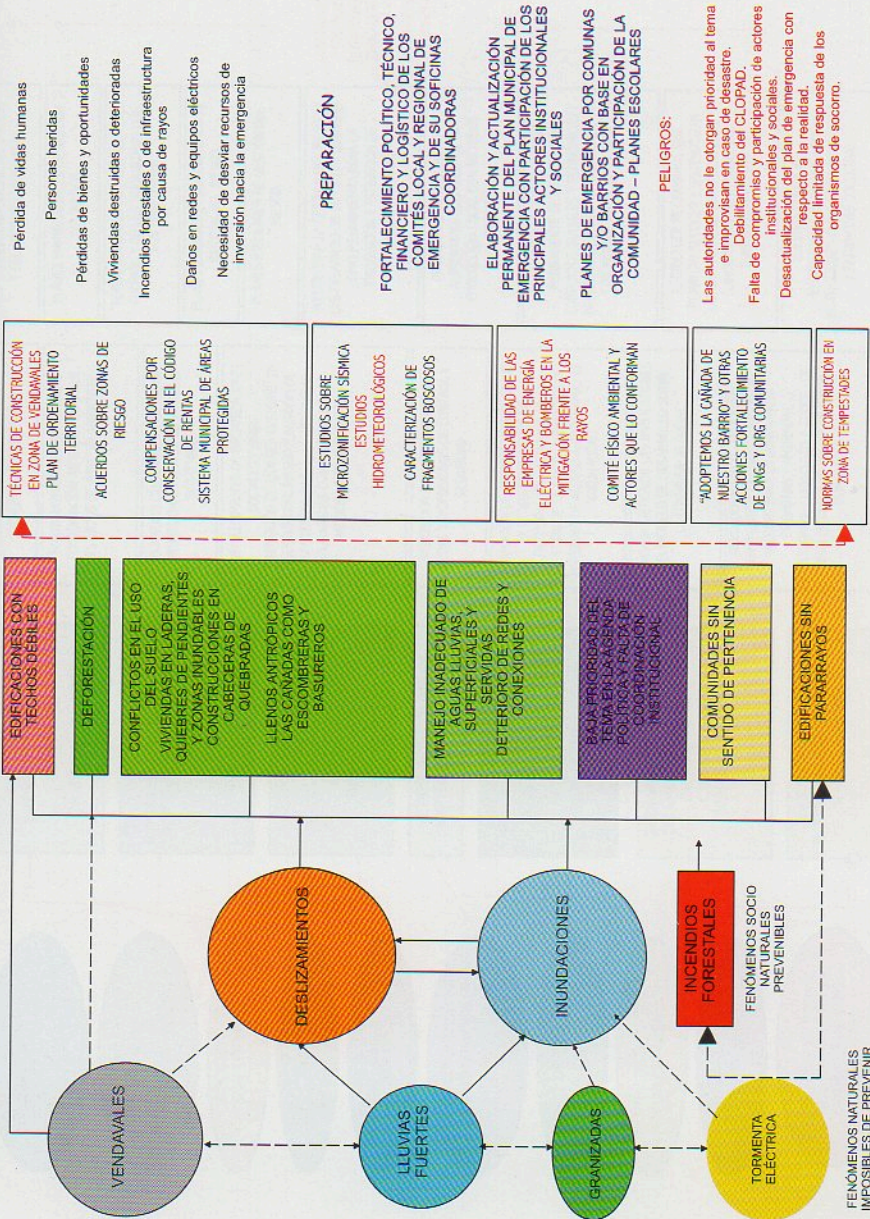 VENDAVALES
LLUVIAS
FUERTES
GRANIZADAS
TORMENTA
ELÉCTRICA
FENÓMENOS NATURALES
IMPOSIBLES DE PREVENIR
DESLIZAMIENTOS
INUNDACIONES
INCENDIOS
FORESTALES
FENÓMENOS SOCIO
NATURALES
PREVENIBLES
EDIFICACIONES CON
TECHOS DÉBILES
DEFORESTACIÓN
CONFLICTOS EN EL USO
DEL SUELO
VIVIENDAS EN LADERAS,
QUIEBRES DE PENDIENTES
Y ZONAS INUNDABLES
CONSTRUCCIONES EN
CABECERAS DE
QUEBRADAS
LLENOS ANTRÓPICOS
LAS CAÑADAS COMO
ESCOMBRERAS Y
BASUREROS
MANEJO INADECUADO DE
AGUAS LLUVIAS,
SUPERFICIALES Y
SERVIDAS
DETERIORO DE REDES Y
CONEXIONES
BAJA PRIORIDAD DEL
TEMA EN LA AGENDA
POLÍTICA Y FALTA DE
COORDINACIÓN
INSTITUCIONAL
COMUNIDADES SIN
SENTIDO DE PERTENENCIA
EDIFICACIONES SIN
PARARRAYOS
TÉCNICAS DE CONSTRUCCIÓN
EN ZONA DE VENDAVALES
PLAN DE ORDENAMIENTO
TERRITORIAL
ACUERDOS SOBRE ZONAS DE
RIESGO
COMPENSACIONES POR
CONSERVACIÓN EN EL CÓDIGO
DE RENTAS
SISTEMA MUNICIPAL DE ÁREAS
PROTEGIDAS
ESTUDIOS SOBRE
MICROZONIFICACIÓN SÍSMICA
ESTUDIOS
HIDROMETEOROLÓGICOS
CARACTERIZACIÓN DE
FRAGMENTOS BOSCOSOS
RESPONSABILIDAD DE LAS
EMPRESAS DE ENERGÍA
ELÉCTRICA Y BOMBEROS EN LA
MITIGACIÓN FRENTE A LOS
RAYOS
COMITÉ FÍSICO AMBIENTAL Y
ACTORES QUE LO CONFORMAN
"ADOPTEMOS LA CAÑADA DE
NUESTRO BARRIO" Y OTRAS
ACCIONES FORTALECIMIENTO
DE ONGs Y ORG COMUNITARIAS
NORMAS SOBRE CONSTRUCCIÓN EN
ZONA DE TEMPESTADES
Pérdida de vidas humanas
Personas heridas
Pérdidas de bienes y oportunidades
Viviendas destruidas o deterioradas
Incendios forestales o de infraestructura
por causa de rayos
Daños en redes y equipos eléctricos
Necesidad de desviar recursos de
inversión hacia la emergencia
PREPARACIÓN
FORTALECIMIENTO POLÍTICO, TÉCNICO,
FINANCIERO Y LOGÍSTICO DE LOS
COMITÉS LOCAL Y REGIONAL DE
EMERGENCIA Y DE SU SOFICINAS
COORDINADORAS
ELABORACIÓN Y ACTUALIZACIÓN
PERMANENTE DEL PLAN MUNICIPAL DE
EMERGENCIA CON PARTICIPACIÓN DE LOS
PRINCIPALES ACTORES INSTITUCIONALES
Y SOCIALES
PLANES DE EMERGENCIA POR COMUNAS
Y/O BARRIOS CON BASE EN
ORGANIZACIÓN Y PARTICIPACIÓN DE LA
COMUNIDAD – PLANES ESCOLARES
PELIGROS:
Las autoridades no le otorgan prioridad al tema
e improvisan en caso de desastre.
Debilitamiento del CLOPAD.
Falta de compromiso y participación de actores
institucionales y sociales.
Desactualización del plan de emergencia con
respecto a la realidad.
Capacidad limitada de respuesta de los
organismos de socorro.